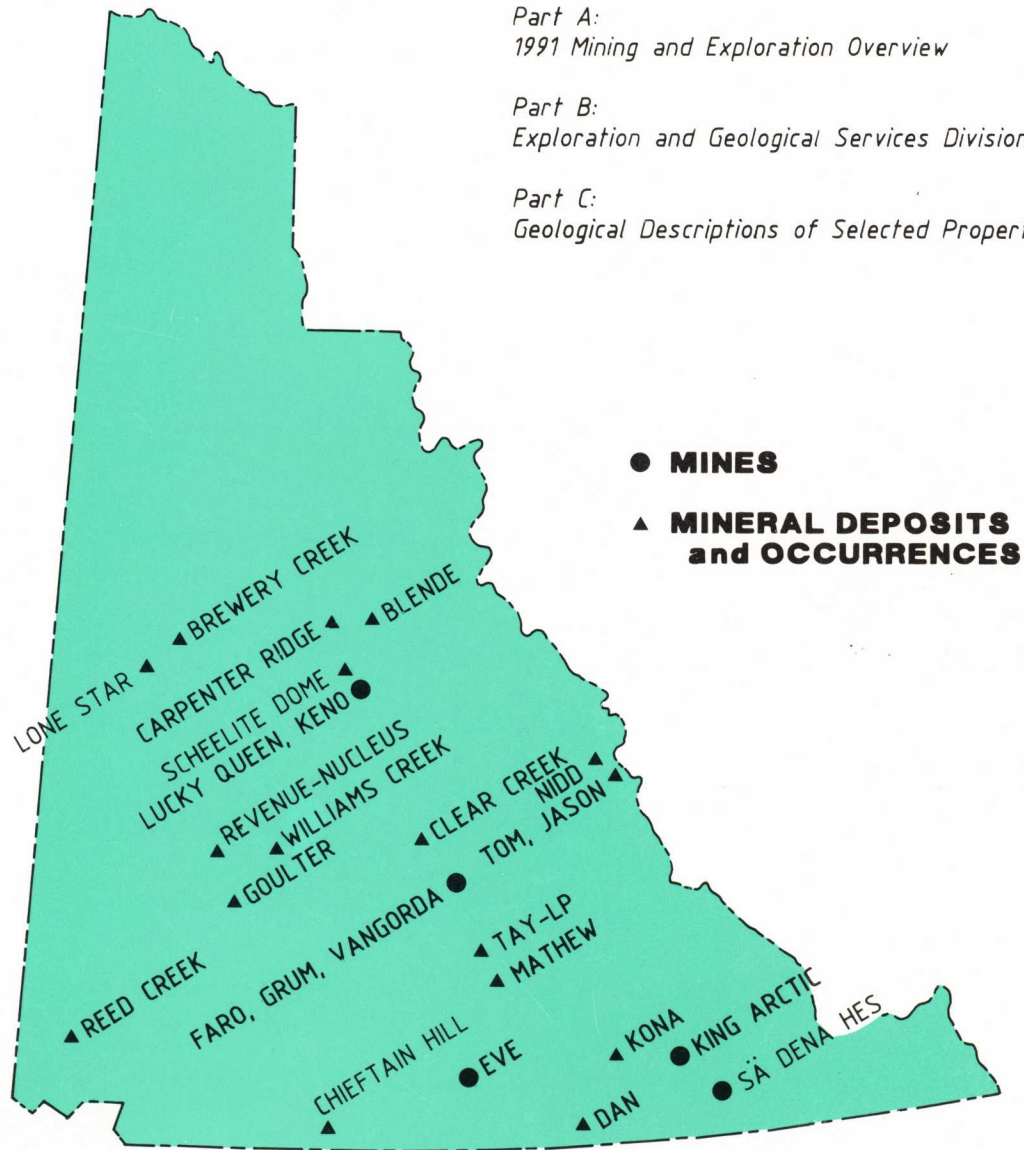 Part A:
1991 Mining and Exploration Overview
Part B:
Exploration and Geological Services Division
Part C:
Geological Descriptions of Selected
● MINES
▲ MINERAL DEPOSITS
and OCCURRENCES
BREWERY CREEK
BLENDE
LONE STAR
CARPENTER RIDGE
SCHEELITE DOME
LUCKY QUEEN, KENO
REVENUE-NUCLEUS
WILLIAMS CREEK
GOULTER
CLEAR CREEK
NIDD
TOM, JASON
FARO, GRUM, VANGORDA
TAY-LP
MATHEW
REED CREEK
CHIEFTAIN HILL
EVE
KONA
KING ARCTIC
SÄ DENA HES
DAN